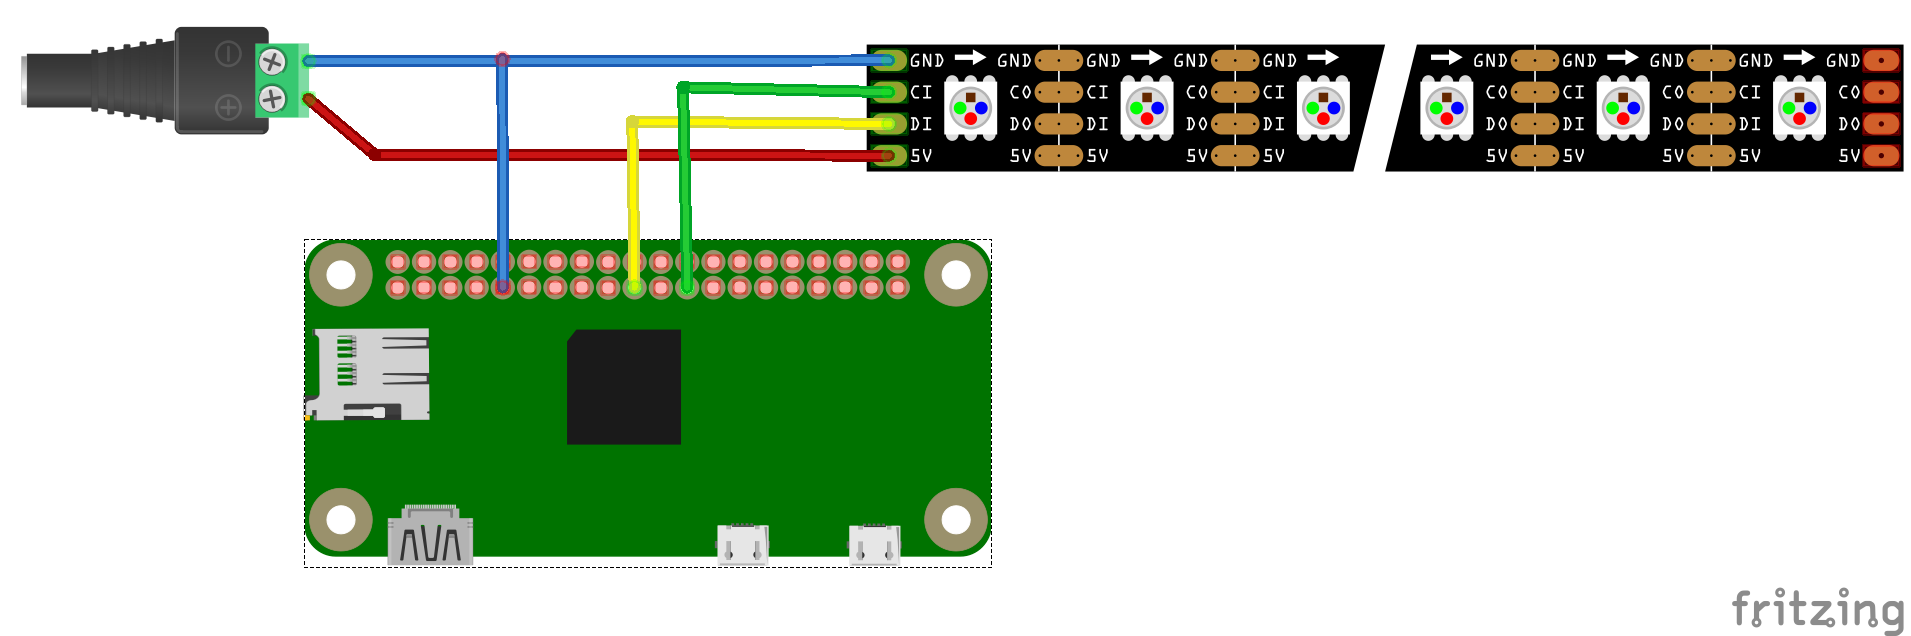 GND GND GND GND GND GND GND GND GND GND
CI CO CI CO CI CO CI CO CI CO
DI DO DI DO DI DO DI DO DI DO
5V 5V 5V 5V 5V 5V 5V 5V 5V 5V
fritzing